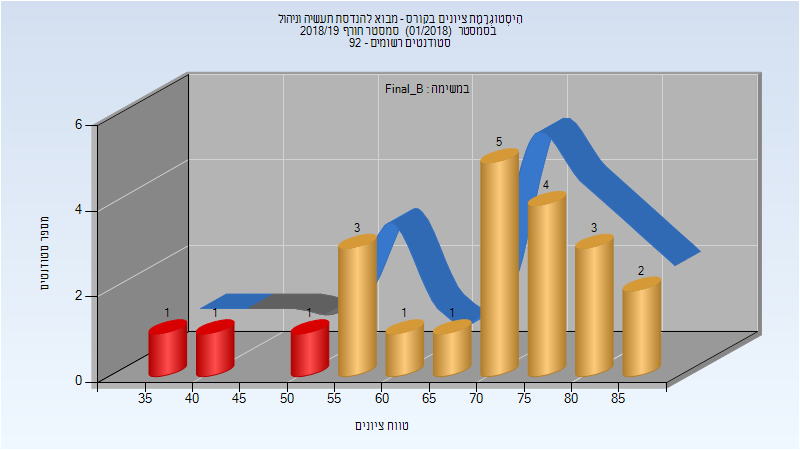 היסטוגרמת ציונים בקורס - מבוא להנדסת תעשיה וניהול
בסמסטר (01/2018) סמסטר חורף 2018/19
סטודנטים רשומים - 92
במשימה : Final_B
מספר סטודנטים
6
4
2
0
1
1
1
3
1
1
5
4
3
2
35 40 45 50 55 60 65 70 75 80 85
טווח ציונים